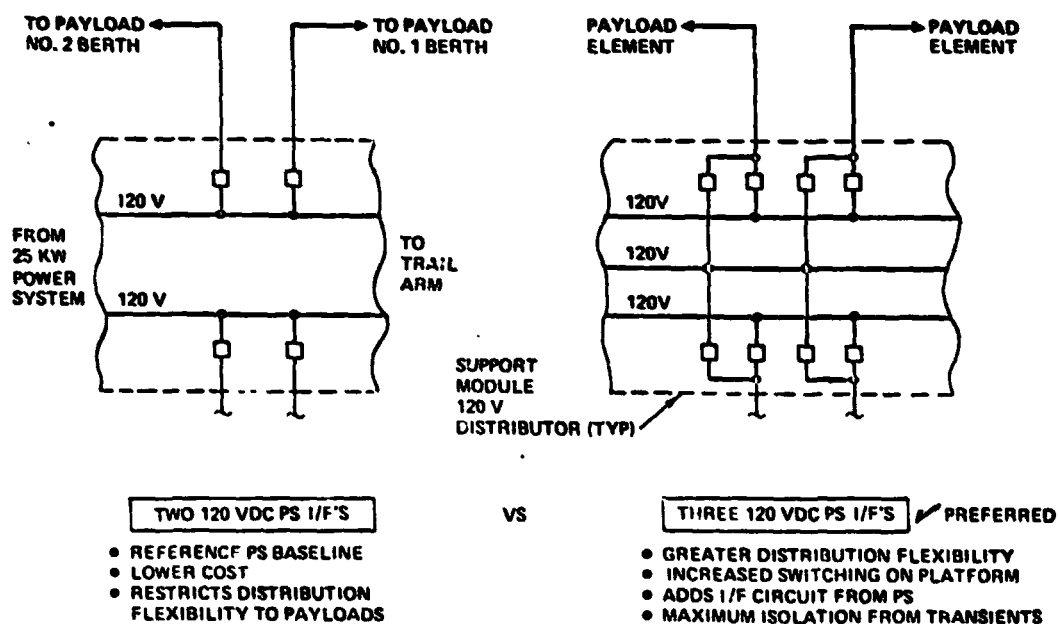 TO PAYLOAD
NO. 2 BERTH
TO PAYLOAD
NO. 1 BERTH
PAYLOAD
ELEMENT
PAYLOAD
ELEMENT
120 V
FROM
25 KW
POWER
SYSTEM
120 V
TO
TRAIL
ARM
120V
120V
120V
SUPPORT
MODULE
120 V
DISTRIBUTOR (TYP)
TWO 120 VDC PS I/F'S
VS
THREE 120 VDC PS I/F'S
PREFERRED
• REFERENCE PS BASELINE
• LOWER COST
• RESTRICTS DISTRIBUTION
FLEXIBILITY TO PAYLOADS
• GREATER DISTRIBUTION FLEXIBILITY
• INCREASED SWITCHING ON PLATFORM
• ADDS I/F CIRCUIT FROM PS
• MAXIMUM ISOLATION FROM TRANSIENTS